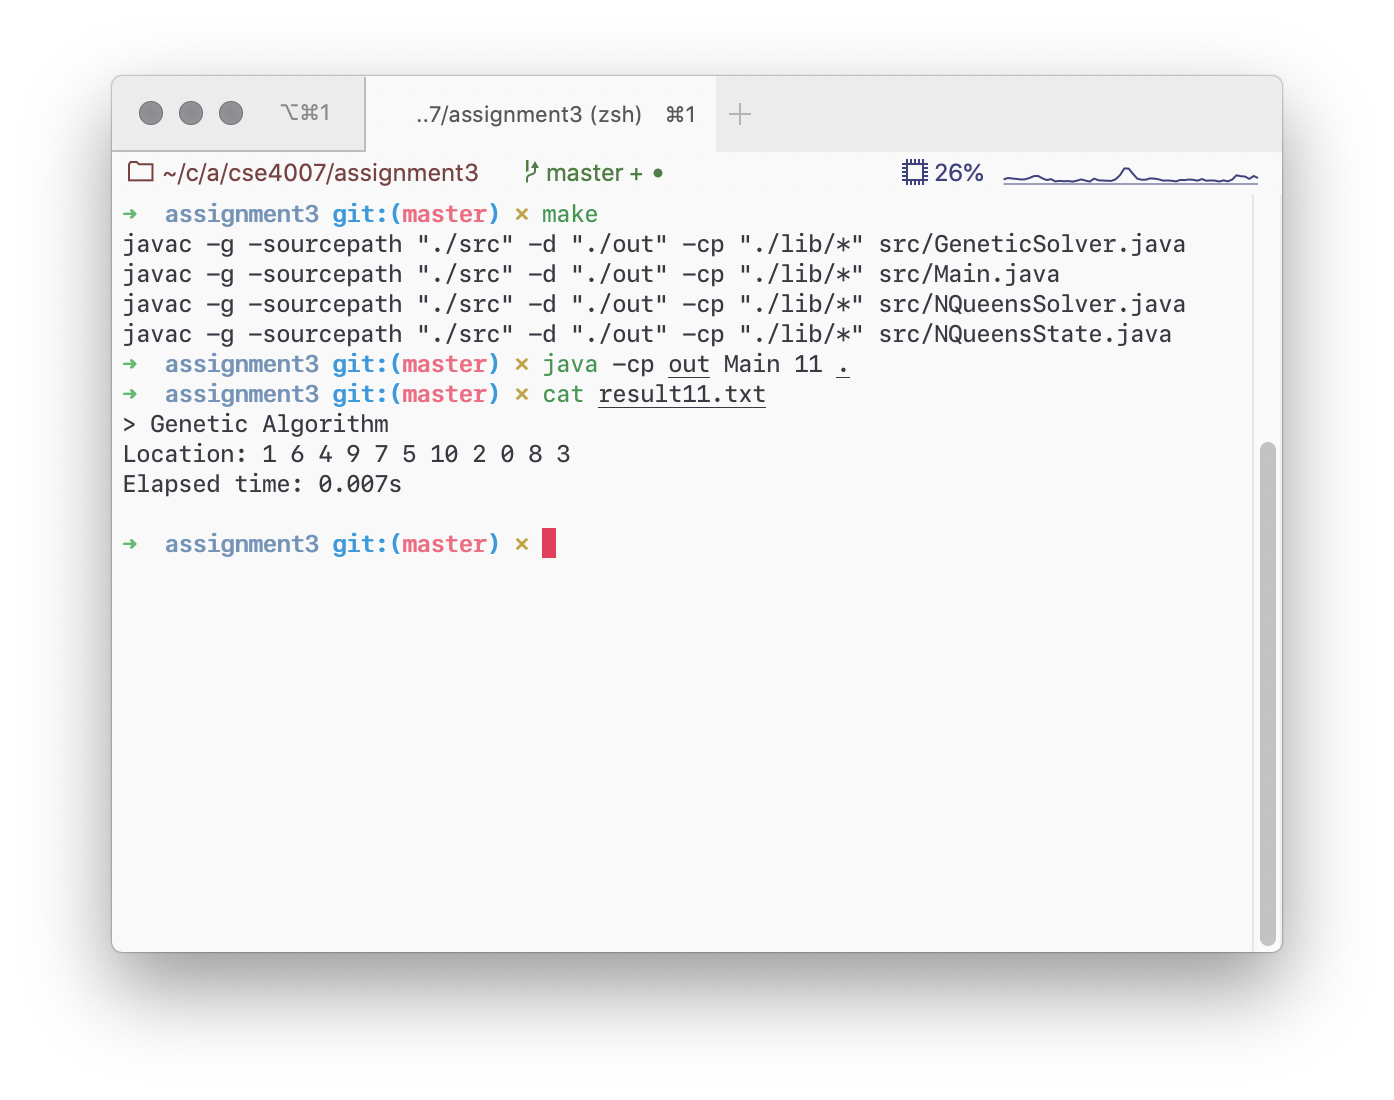 ⌥⌘1 ..7/assignment3 (zsh) ⌘1 +
~/c/a/cse4007/assignment3 master + ● 26%
➜ assignment3 git:(master) × make
javac -g -sourcepath "./src" -d "./out" -cp "./lib/*" src/GeneticSolver.java
javac -g -sourcepath "./src" -d "./out" -cp "./lib/*" src/Main.java
javac -g -sourcepath "./src" -d "./out" -cp "./lib/*" src/NQueensSolver.java
javac -g -sourcepath "./src" -d "./out" -cp "./lib/*" src/NQueensState.java
➜ assignment3 git:(master) × java -cp out Main 11 .
➜ assignment3 git:(master) × cat result11.txt
> Genetic Algorithm
Location: 1 6 4 9 7 5 10 2 0 8 3
Elapsed time: 0.007s
➜ assignment3 git:(master) ×